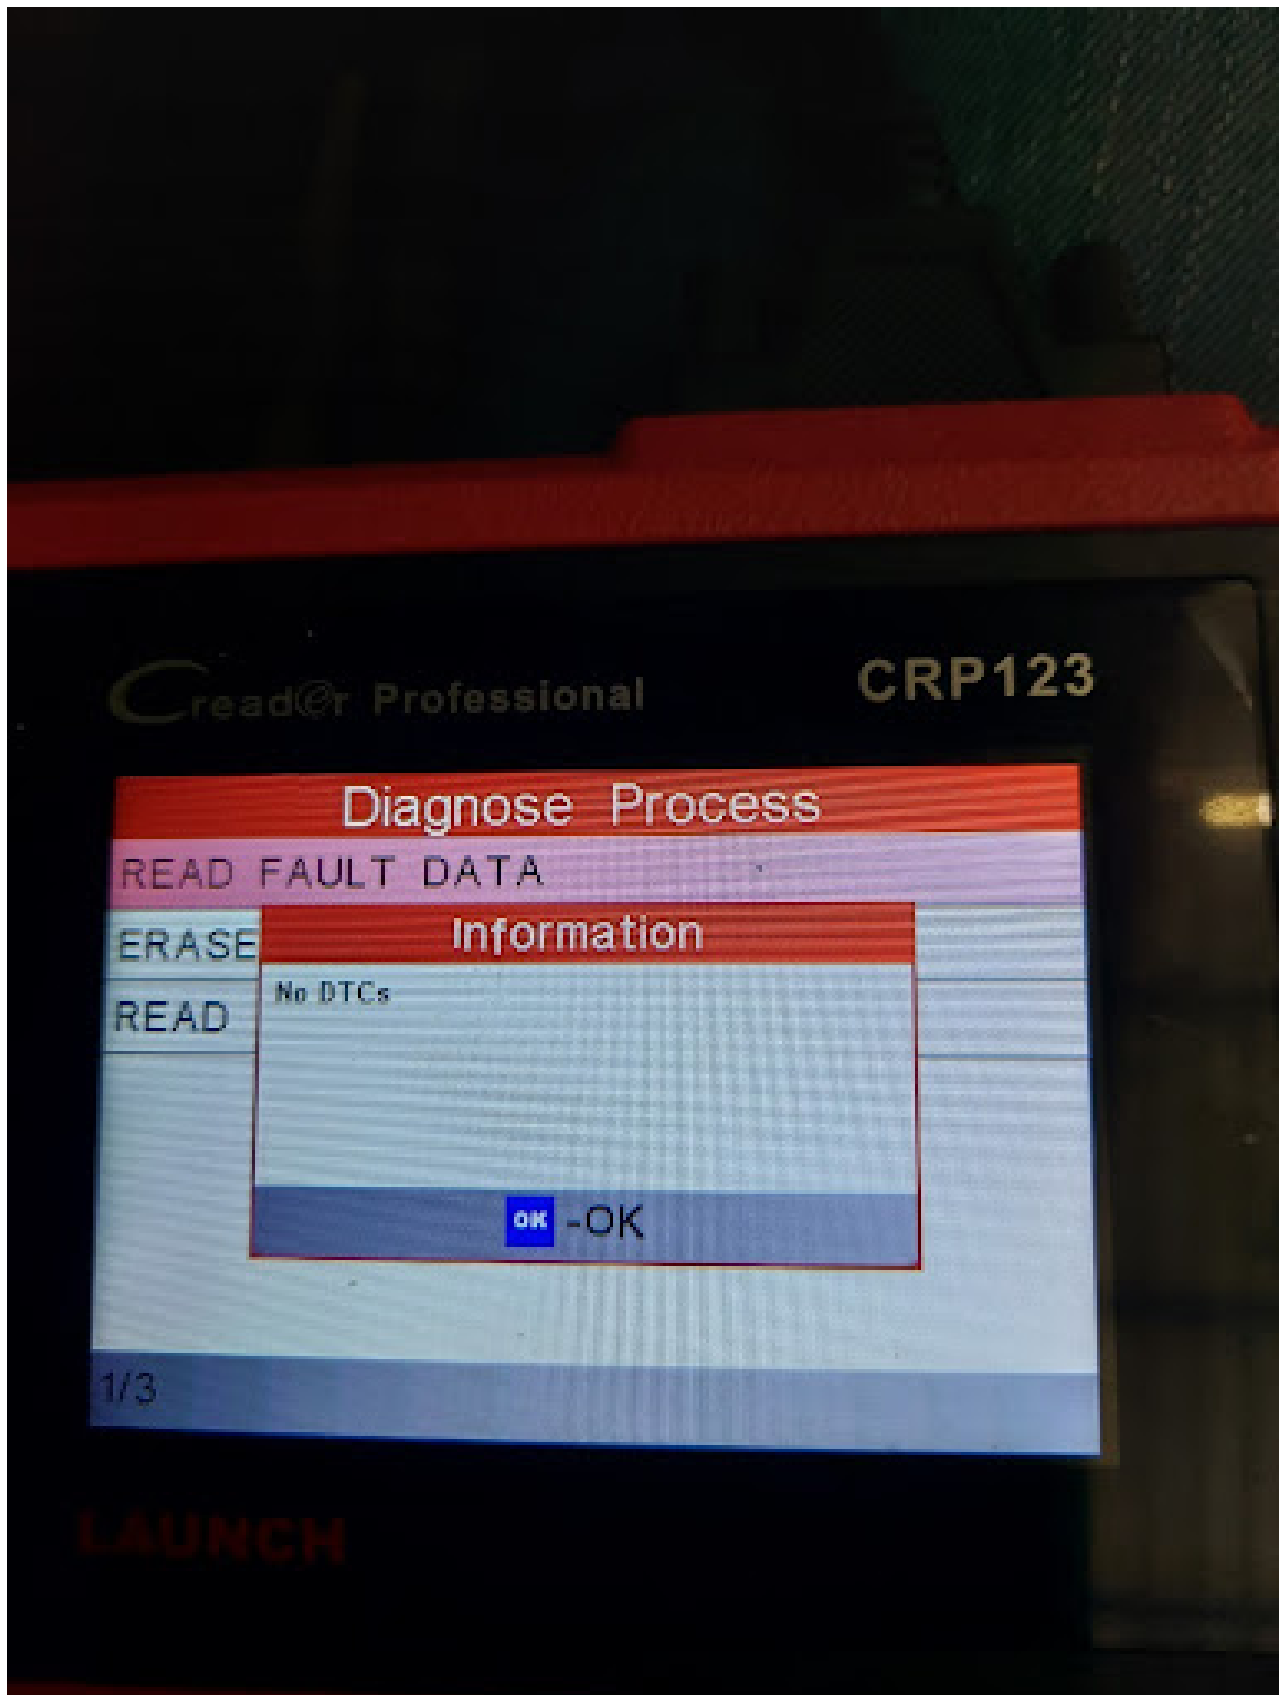 Creader Professional
CRP123
Diagnose Process
READ FAULT DATA
ERASE
Information
No DTCs
READ
OK -OK
1/3
LAUNCH